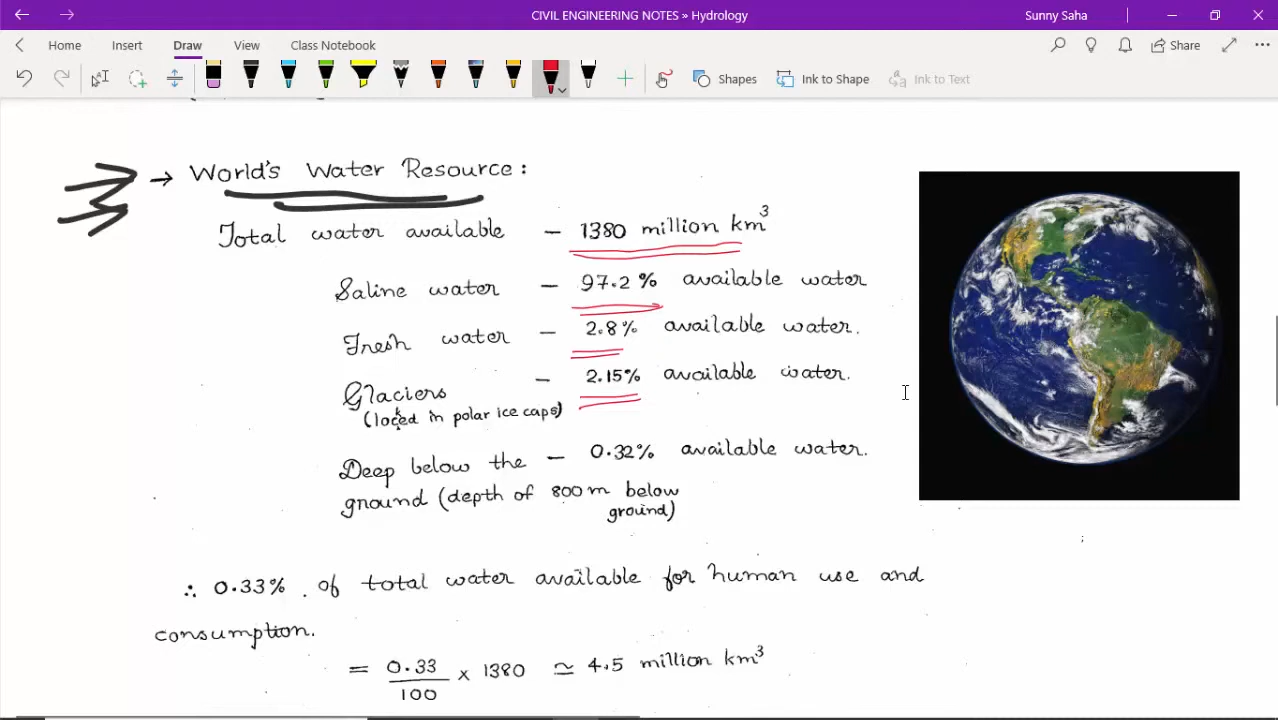 CIVIL ENGINEERING NOTES » Hydrology
Sunny Saha
Home Insert Draw View Class Notebook
Share
Shapes Ink to Shape Ink to Text
→ World's Water Resource:
Total water available – 1380 million km³
Saline water – 97.2% available water
Fresh water – 2.8% available water.
Glaciers – 2.15% available water.
(loced in polar ice caps)
Deep below the – 0.32% available water.
ground (depth of 800m below
ground)
∴ 0.33% of total water available for human use and
consumption.
= 0.33/100 x 1380 ≃ 4.5 million km³